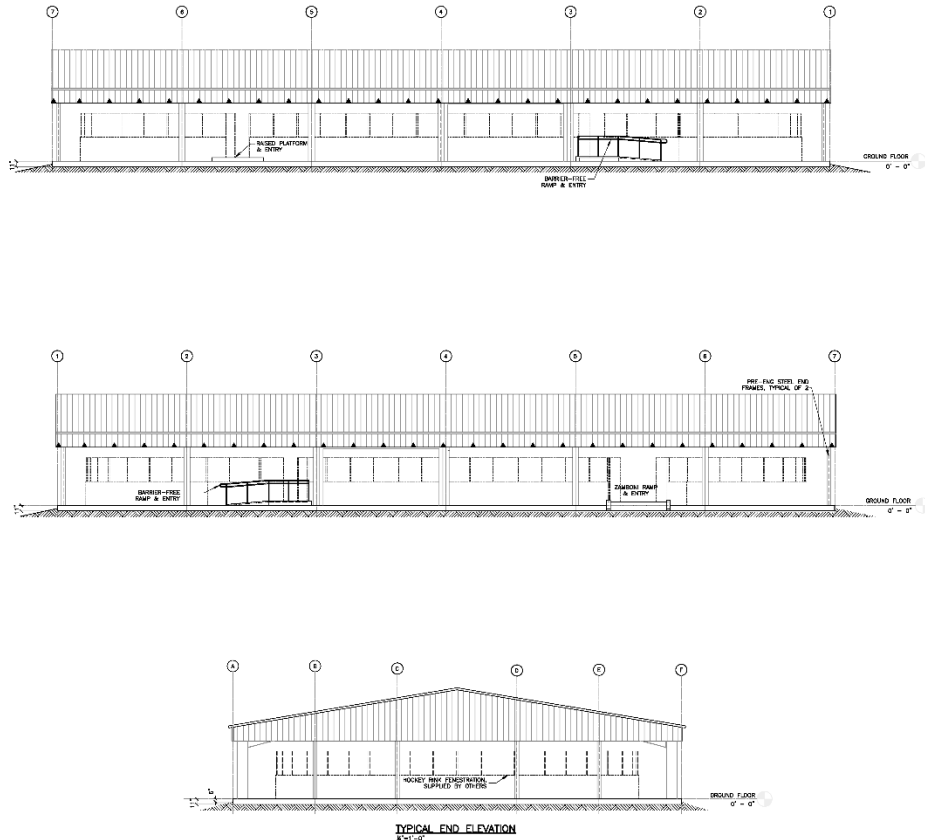 7 6 5 4 3 2 1
RAISED PLATFORM
& ENTRY
BARRIER-FREE
RAMP & ENTRY
GROUND FLOOR
0' - 0"
1 2 3 4 5 6 7
PRE-ENG STEEL END
FRAMES, TYPICAL OF 2
BARRIER-FREE
RAMP & ENTRY
ZAMBONI RAMP
& ENTRY
GROUND FLOOR
0' - 0"
A B C D E F
HOCKEY RINK FENESTRATION,
SUPPLIED BY OTHERS
GROUND FLOOR
0' - 0"
TYPICAL END ELEVATION